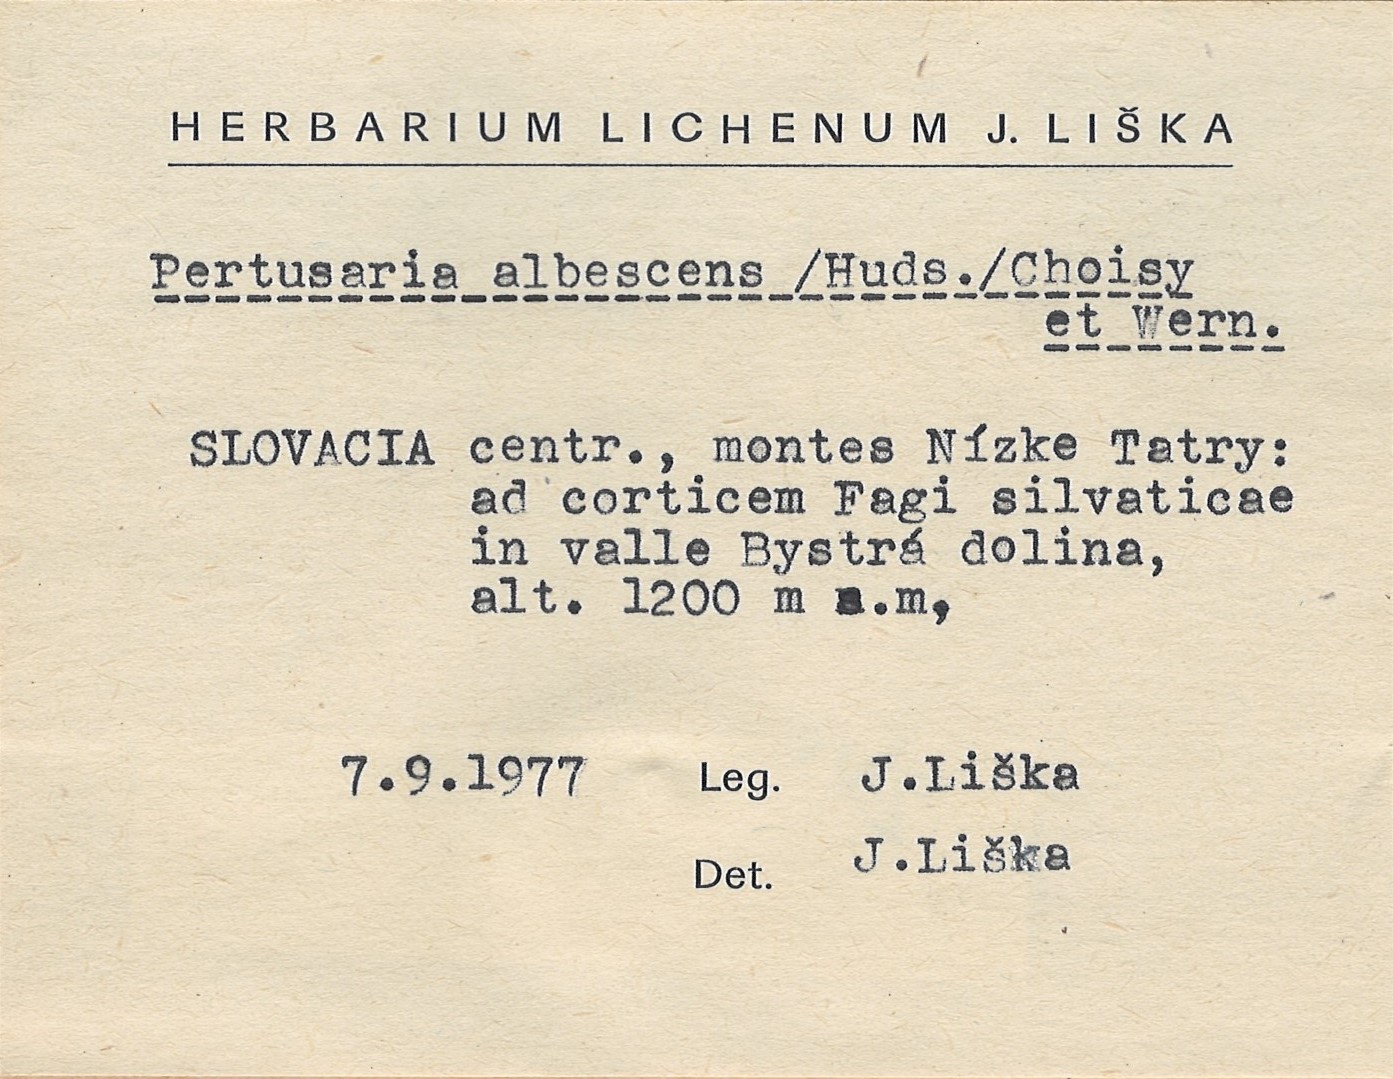 HERBARIUM LICHENUM J. LIŠKA
Pertusaria albescens /Huds./Choisy
et Wern.
SLOVACIA centr., montes Nízke Tatry:
ad corticem Fagi silvaticae
in valle Bystrá dolina,
alt. 1200 m s.m,
7.9.1977 Leg. J.Liška
Det. J.Liška